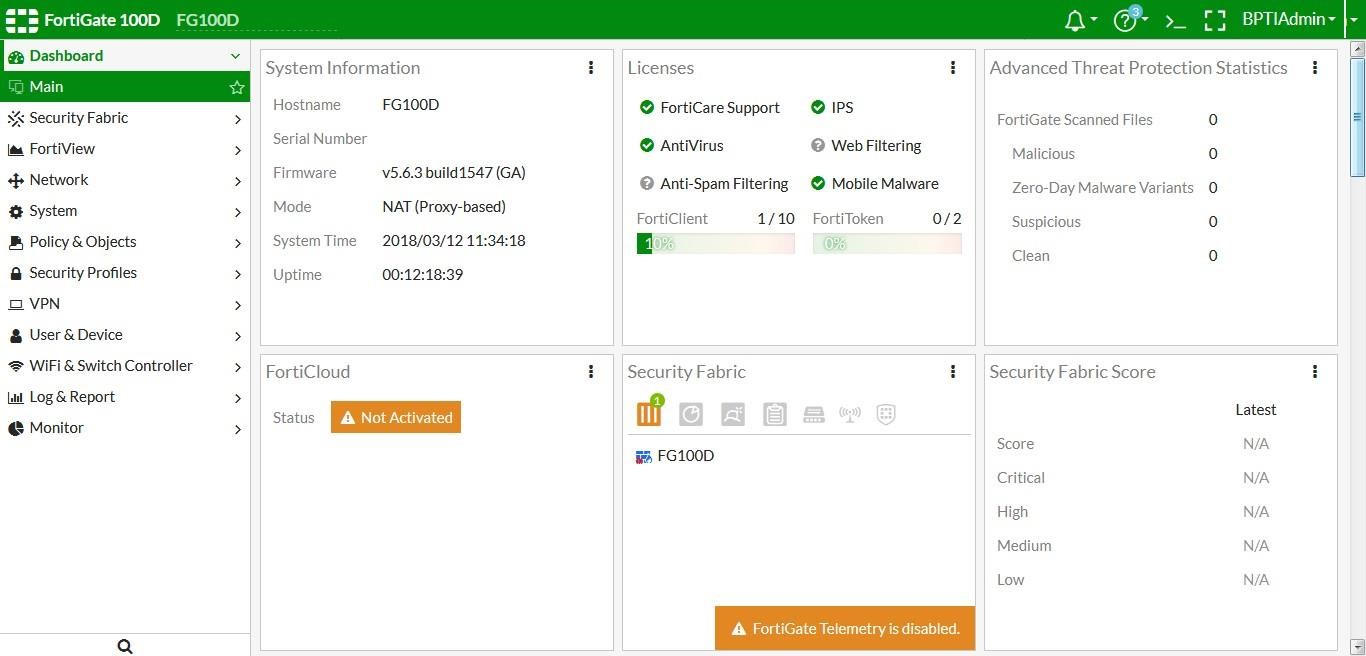 FortiGate 100D FG100D
3
BPTIAdmin
Dashboard
Main
Security Fabric
FortiView
Network
System
Policy & Objects
Security Profiles
VPN
User & Device
WiFi & Switch Controller
Log & Report
Monitor
System Information
Hostname FG100D
Serial Number
Firmware v5.6.3 build1547 (GA)
Mode NAT (Proxy-based)
System Time 2018/03/12 11:34:18
Uptime 00:12:18:39
Licenses
FortiCare Support IPS
AntiVirus Web Filtering
Anti-Spam Filtering Mobile Malware
FortiClient 1 / 10 FortiToken 0 / 2
10% 0%
Advanced Threat Protection Statistics
FortiGate Scanned Files 0
Malicious 0
Zero-Day Malware Variants 0
Suspicious 0
Clean 0
FortiCloud
Status Not Activated
Security Fabric
1
FG100D
FortiGate Telemetry is disabled.
Security Fabric Score
Latest
Score N/A
Critical N/A
High N/A
Medium N/A
Low N/A